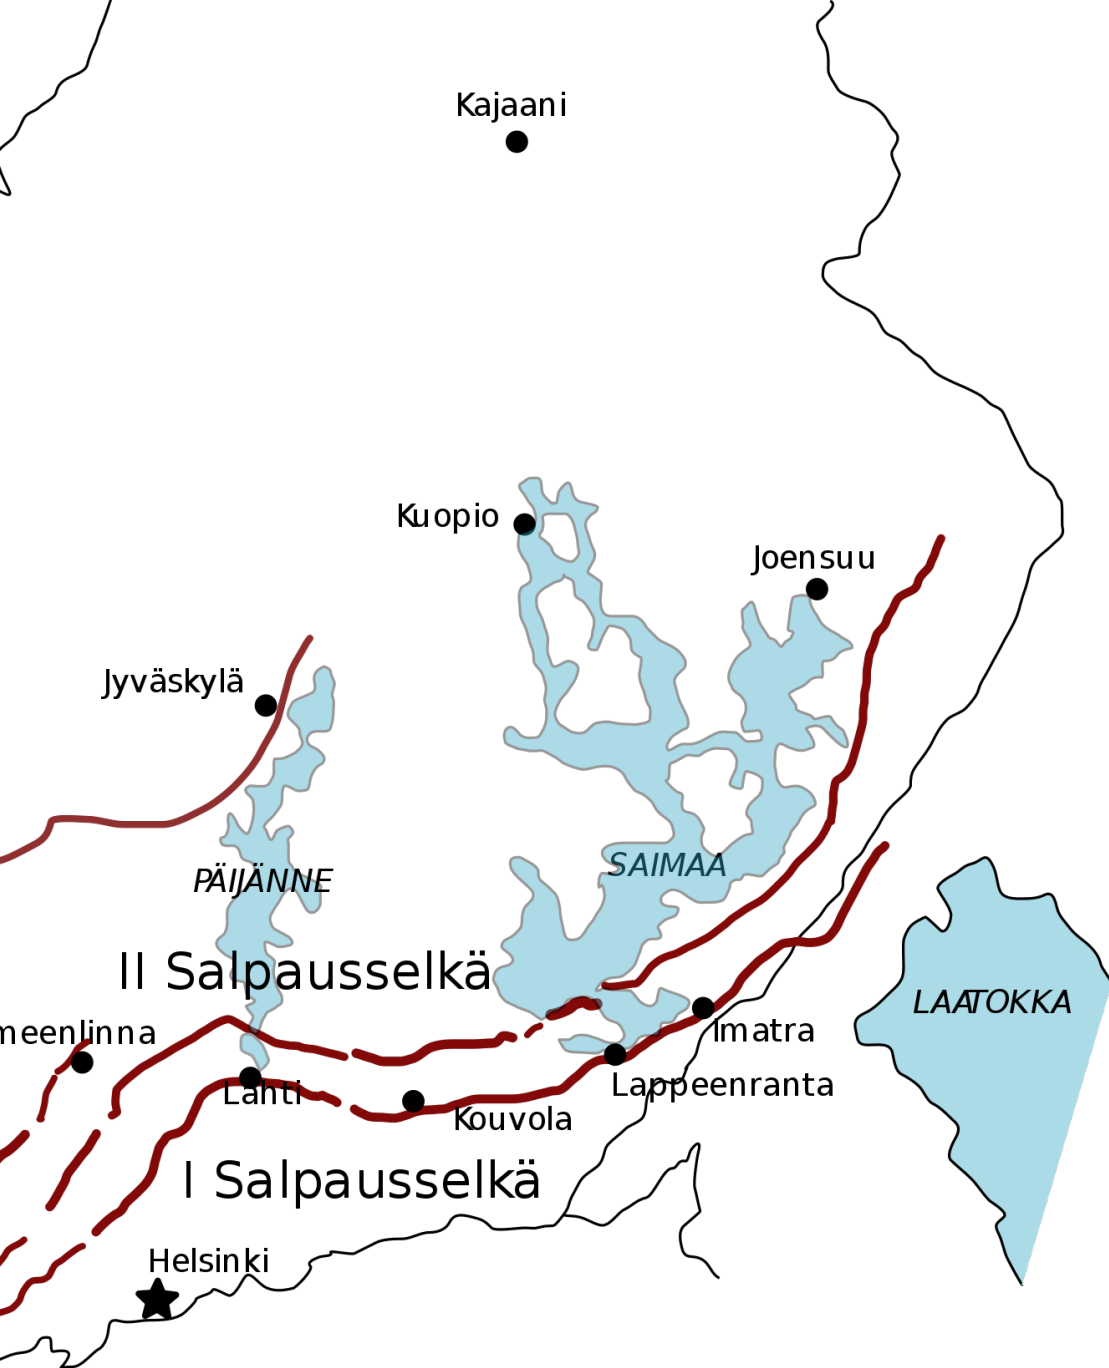 Kajaani
Kuopio
Joensuu
Jyväskylä
SAIMAA
PÄIJÄNNE
II Salpausselkä
LAATOKKA
meenlinna
Imatra
Lahti
Lappeenranta
Kouvola
I Salpausselkä
Helsinki